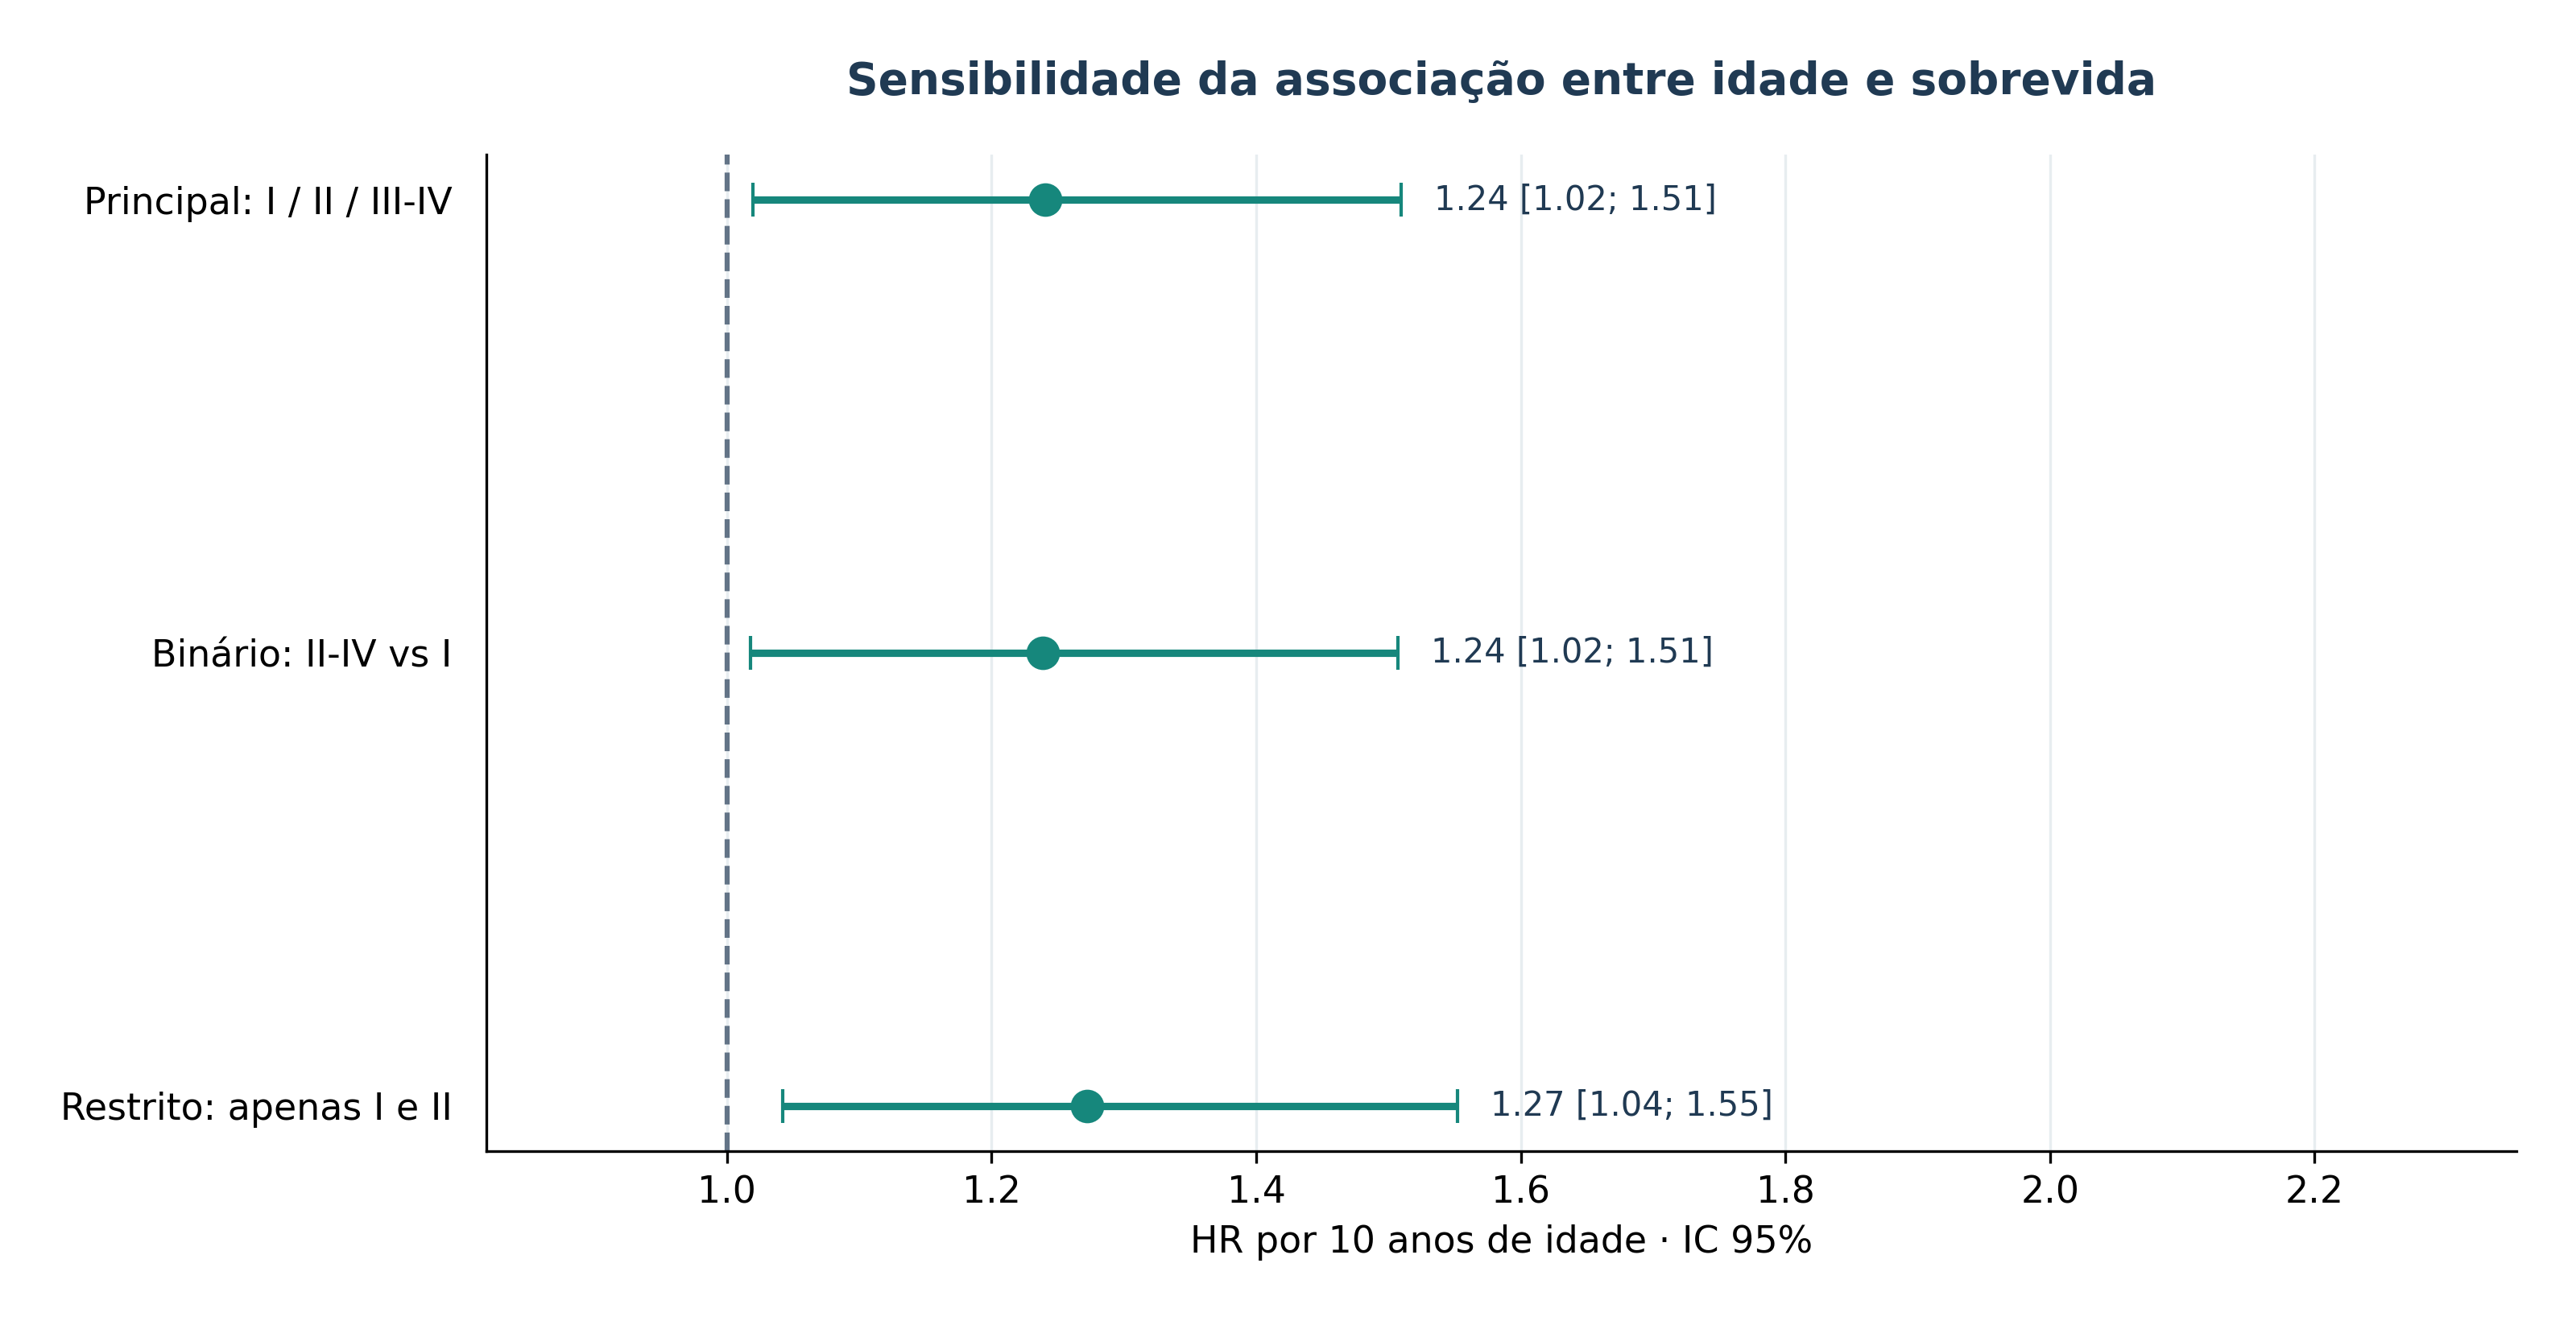 Sensibilidade da associação entre idade e sobrevida
Principal: I / II / III-IV
1.24 [1.02; 1.51]
Binário: II-IV vs I
1.24 [1.02; 1.51]
Restrito: apenas I e II
1.27 [1.04; 1.55]
1.0 1.2 1.4 1.6 1.8 2.0 2.2
HR por 10 anos de idade · IC 95%